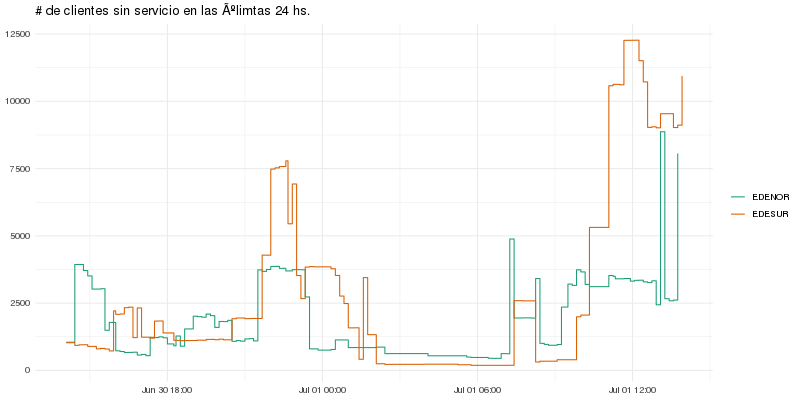 # de clientes sin servicio en las Ãºlimtas 24 hs.
12500
10000
7500
5000
2500
0
Jun 30 18:00
Jul 01 00:00
Jul 01 06:00
Jul 01 12:00
EDENOR
EDESUR